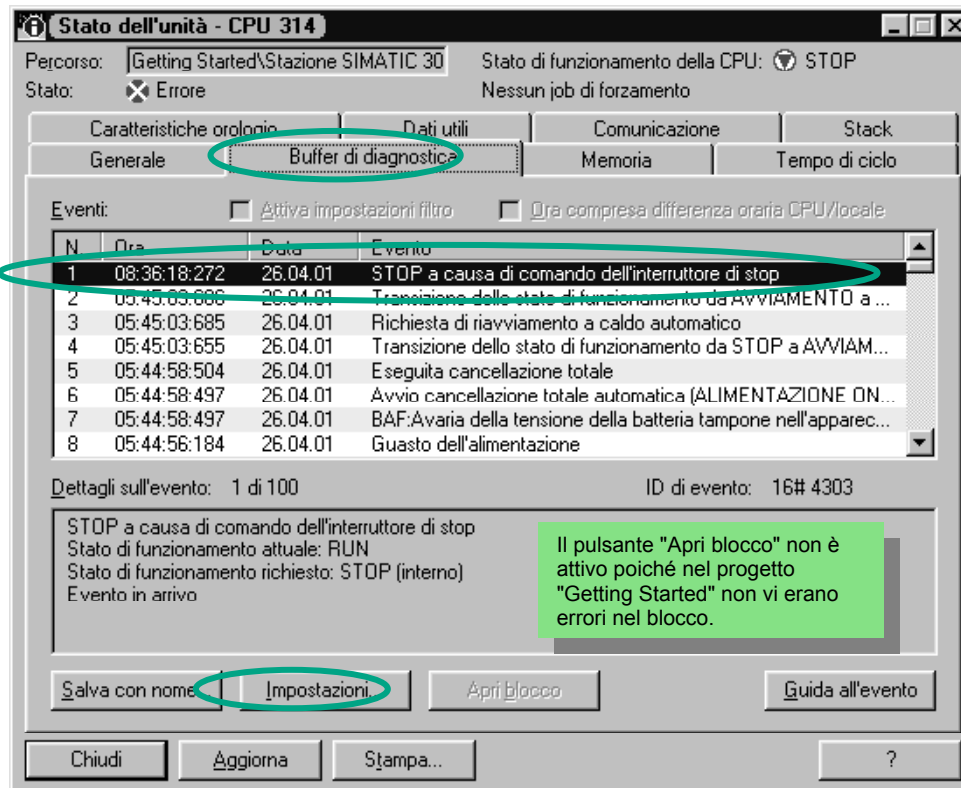 Stato dell'unità - CPU 314
Percorso: Getting Started\Stazione SIMATIC 30 Stato di funzionamento della CPU: STOP
Stato: Errore Nessun job di forzamento
Caratteristiche orologio Dati utili Comunicazione Stack
Generale Buffer di diagnostica Memoria Tempo di ciclo
Eventi: Attiva impostazioni filtro Ora compresa differenza oraria CPU/locale
N. Ora Data Evento
1 08:36:18:272 26.04.01 STOP a causa di comando dell'interruttore di stop
2 05:45:03:686 26.04.01 Transizione dello stato di funzionamento da AVVIAMENTO a ...
3 05:45:03:685 26.04.01 Richiesta di riavviamento a caldo automatico
4 05:45:03:655 26.04.01 Transizione dello stato di funzionamento da STOP a AVVIAM...
5 05:44:58:504 26.04.01 Eseguita cancellazione totale
6 05:44:58:497 26.04.01 Avvio cancellazione totale automatica (ALIMENTAZIONE ON...
7 05:44:58:497 26.04.01 BAF:Avaria della tensione della batteria tampone nell'apparec...
8 05:44:56:184 26.04.01 Guasto dell'alimentazione
Dettagli sull'evento: 1 di 100 ID di evento: 16# 4303
STOP a causa di comando dell'interruttore di stop
Stato di funzionamento attuale: RUN
Stato di funzionamento richiesto: STOP (interno)
Evento in arrivo
Il pulsante "Apri blocco" non è
attivo poiché nel progetto
"Getting Started" non vi erano
errori nel blocco.
Salva con nome... Impostazioni... Apri blocco Guida all'evento
Chiudi Aggiorna Stampa... ?